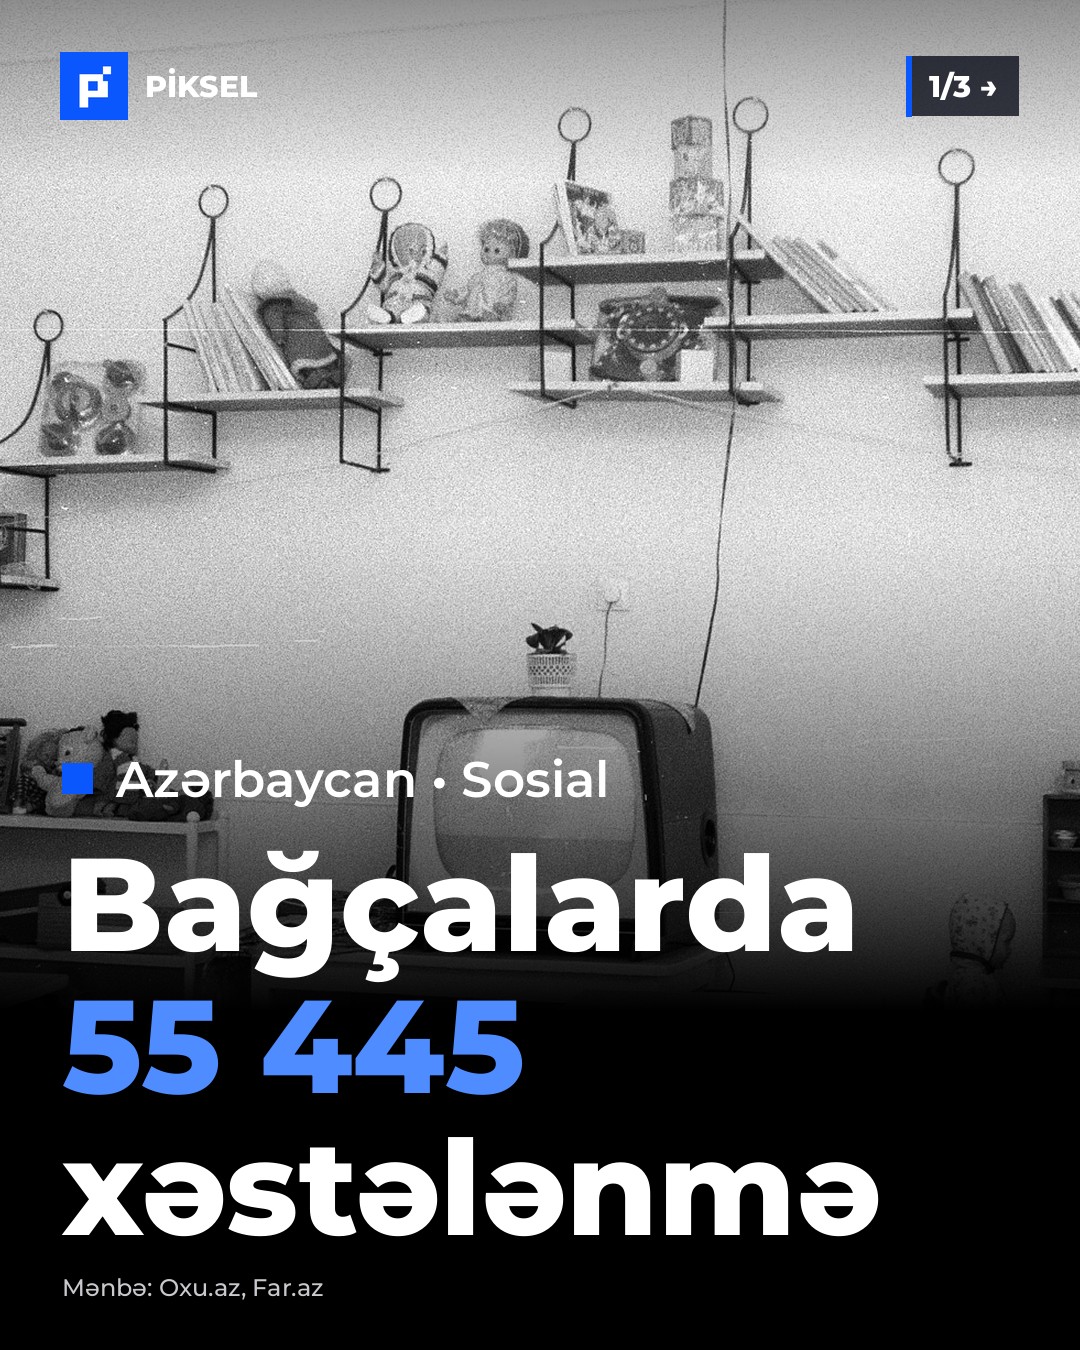 PİKSEL
1/3 →
Azərbaycan • Sosial
Bağçalarda
55 445
xəstələnmə
Mənbə: Oxu.az, Far.az